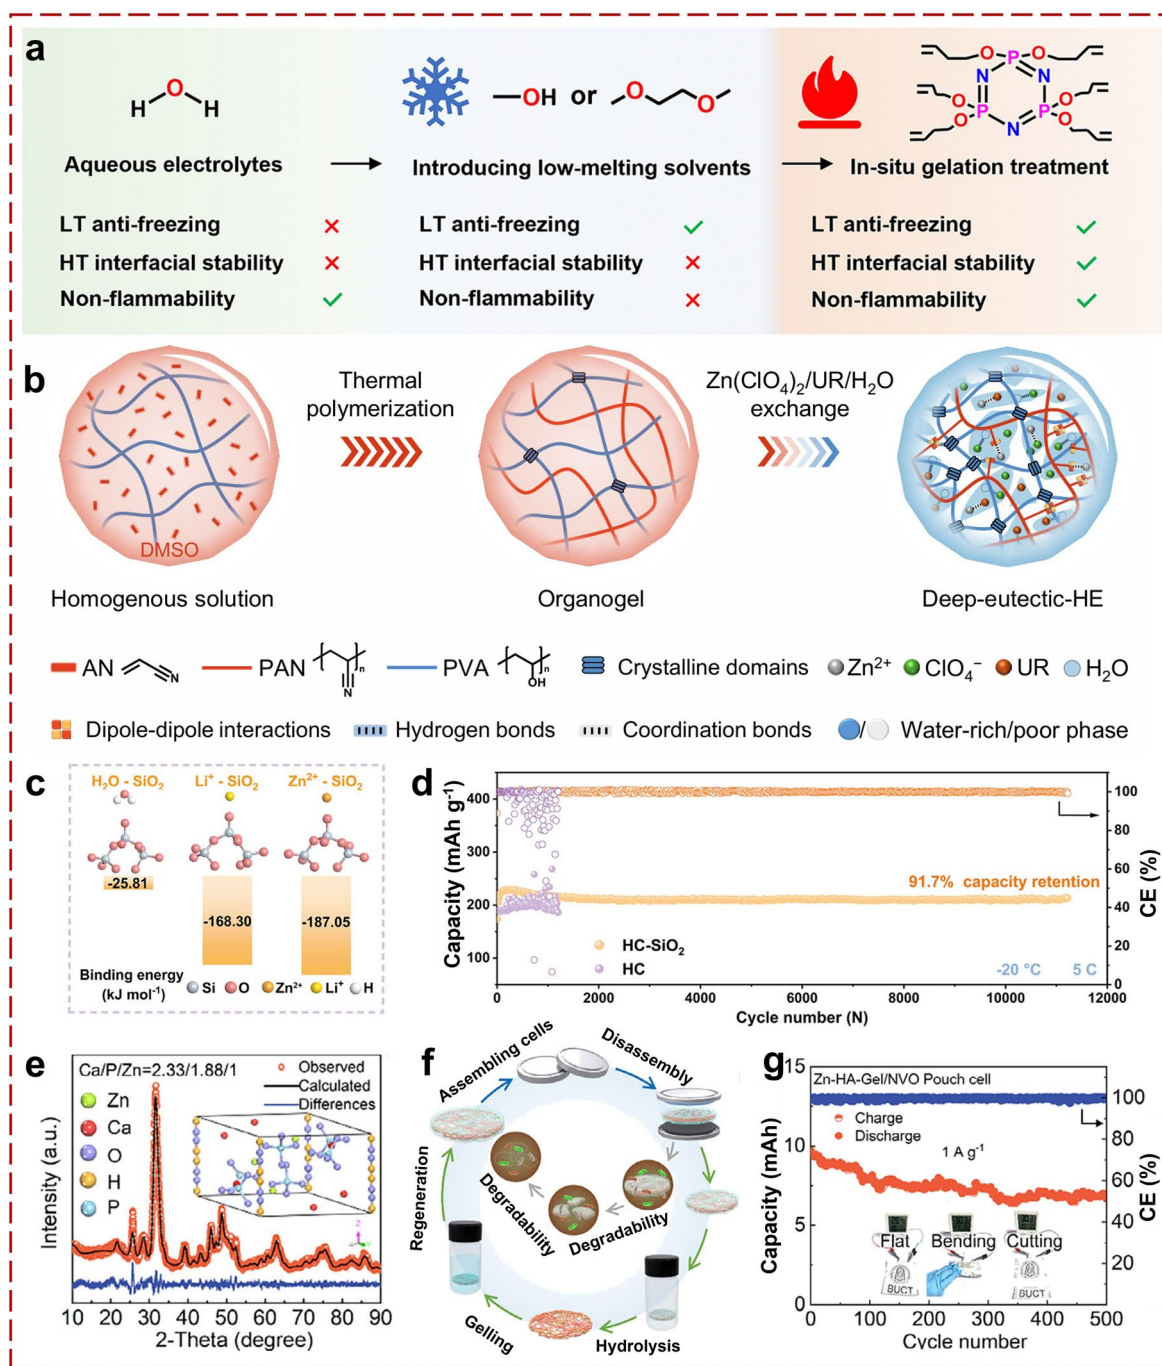 a
H O H
Aqueous electrolytes
LT anti-freezing
HT interfacial stability
Non-flammability
OH or O O
Introducing low-melting solvents
LT anti-freezing
HT interfacial stability
Non-flammability
O P O
N N
O P P O
O N O
In-situ gelation treatment
LT anti-freezing
HT interfacial stability
Non-flammability
b
DMSO
Homogenous solution
Thermal
polymerization
Organogel
Zn(ClO₄)₂/UR/H₂O
exchange
Deep-eutectic-HE
AN N PAN n N PVA n OH Crystalline domains Zn²⁺ ClO₄⁻ UR H₂O
Dipole-dipole interactions Hydrogen bonds Coordination bonds / Water-rich/poor phase
c
H₂O - SiO₂ Li⁺ - SiO₂ Zn²⁺ - SiO₂
-25.81
-168.30
-187.05
Binding energy
(kJ mol⁻¹)
Si O Zn²⁺ Li⁺ H
d
Capacity (mAh g⁻¹)
400
300
200
100
100
80
60
40
20
0
CE (%)
91.7% capacity retention
HC-SiO₂
HC
-20 °C 5 C
0 2000 4000 6000 8000 10000 12000
Cycle number (N)
e
Ca/P/Zn=2.33/1.88/1
Observed
Calculated
Differences
Zn
Ca
O
H
P
Z
Intensity (a.u.)
10 20 30 40 50 60 70 80 90
2-Theta (degree)
f
Assembling cells
Disassembly
Degradability
Degradability
Hydrolysis
Gelling
Regeneration
g
Capacity (mAh)
15
10
5
0
Zn-HA-Gel/NVO Pouch cell
Charge
Discharge
1 A g⁻¹
100
80
60
40
20
CE (%)
Flat Bending Cutting
BUCT
BUCT
0 100 200 300 400 500
Cycle number